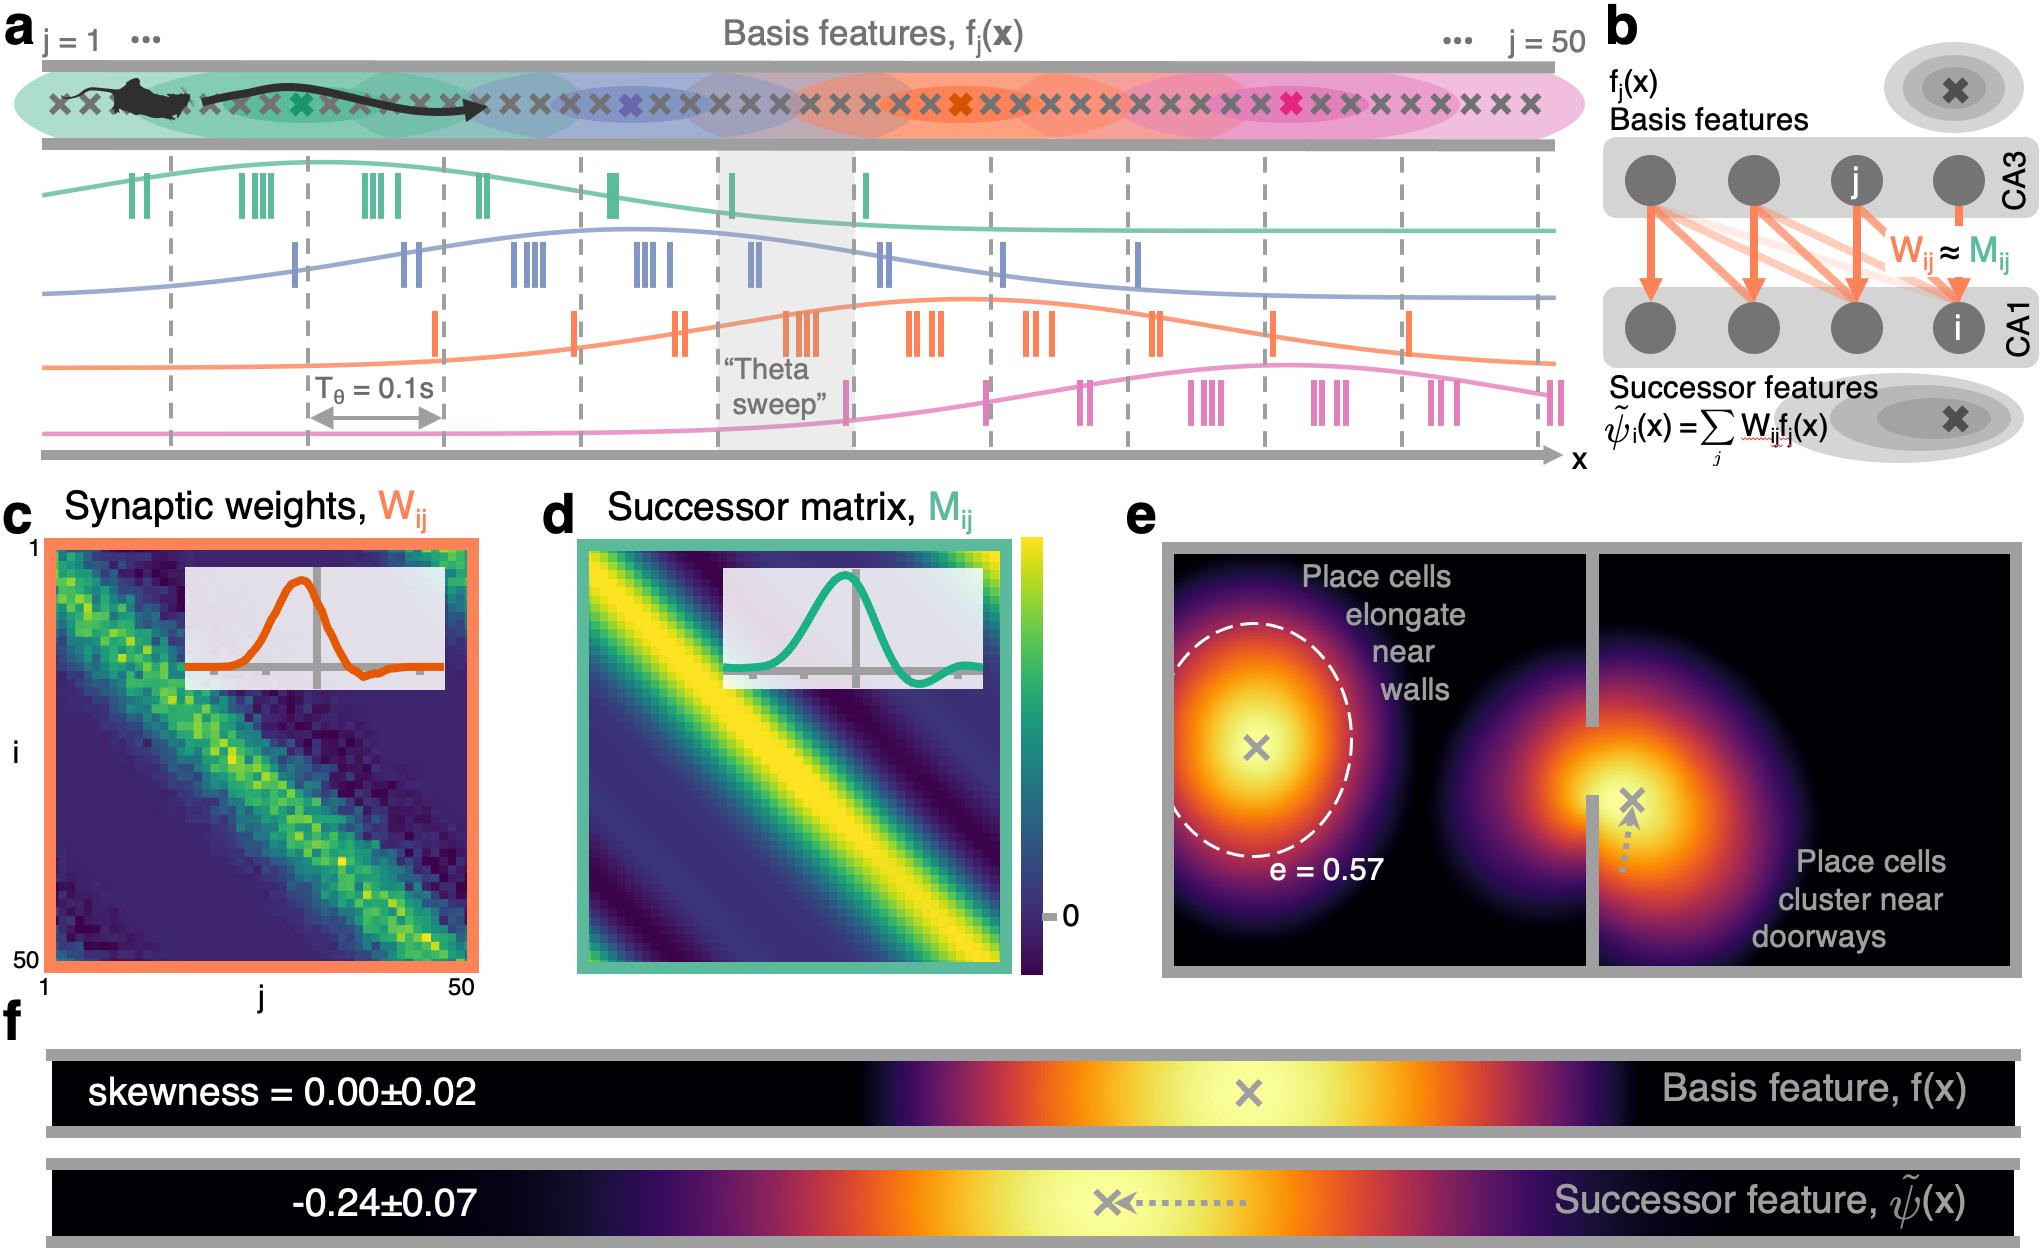 a
j = 1 ...
Basis features, fj(x)
... j = 50
Tθ = 0.1s
“Theta
sweep”
x
b
fj(x)
Basis features
j
CA3
Wij ≈ Mij
i
CA1
Successor features
ψ̃i(x) = ∑j Wijfj(x)
c
Synaptic weights, Wij
1
i
50
1
j
50
d
Successor matrix, Mij
0
e
Place cells
elongate
near
walls
e = 0.57
Place cells
cluster near
doorways
f
skewness = 0.00±0.02
Basis feature, f(x)
-0.24±0.07
Successor feature, ψ̃(x)